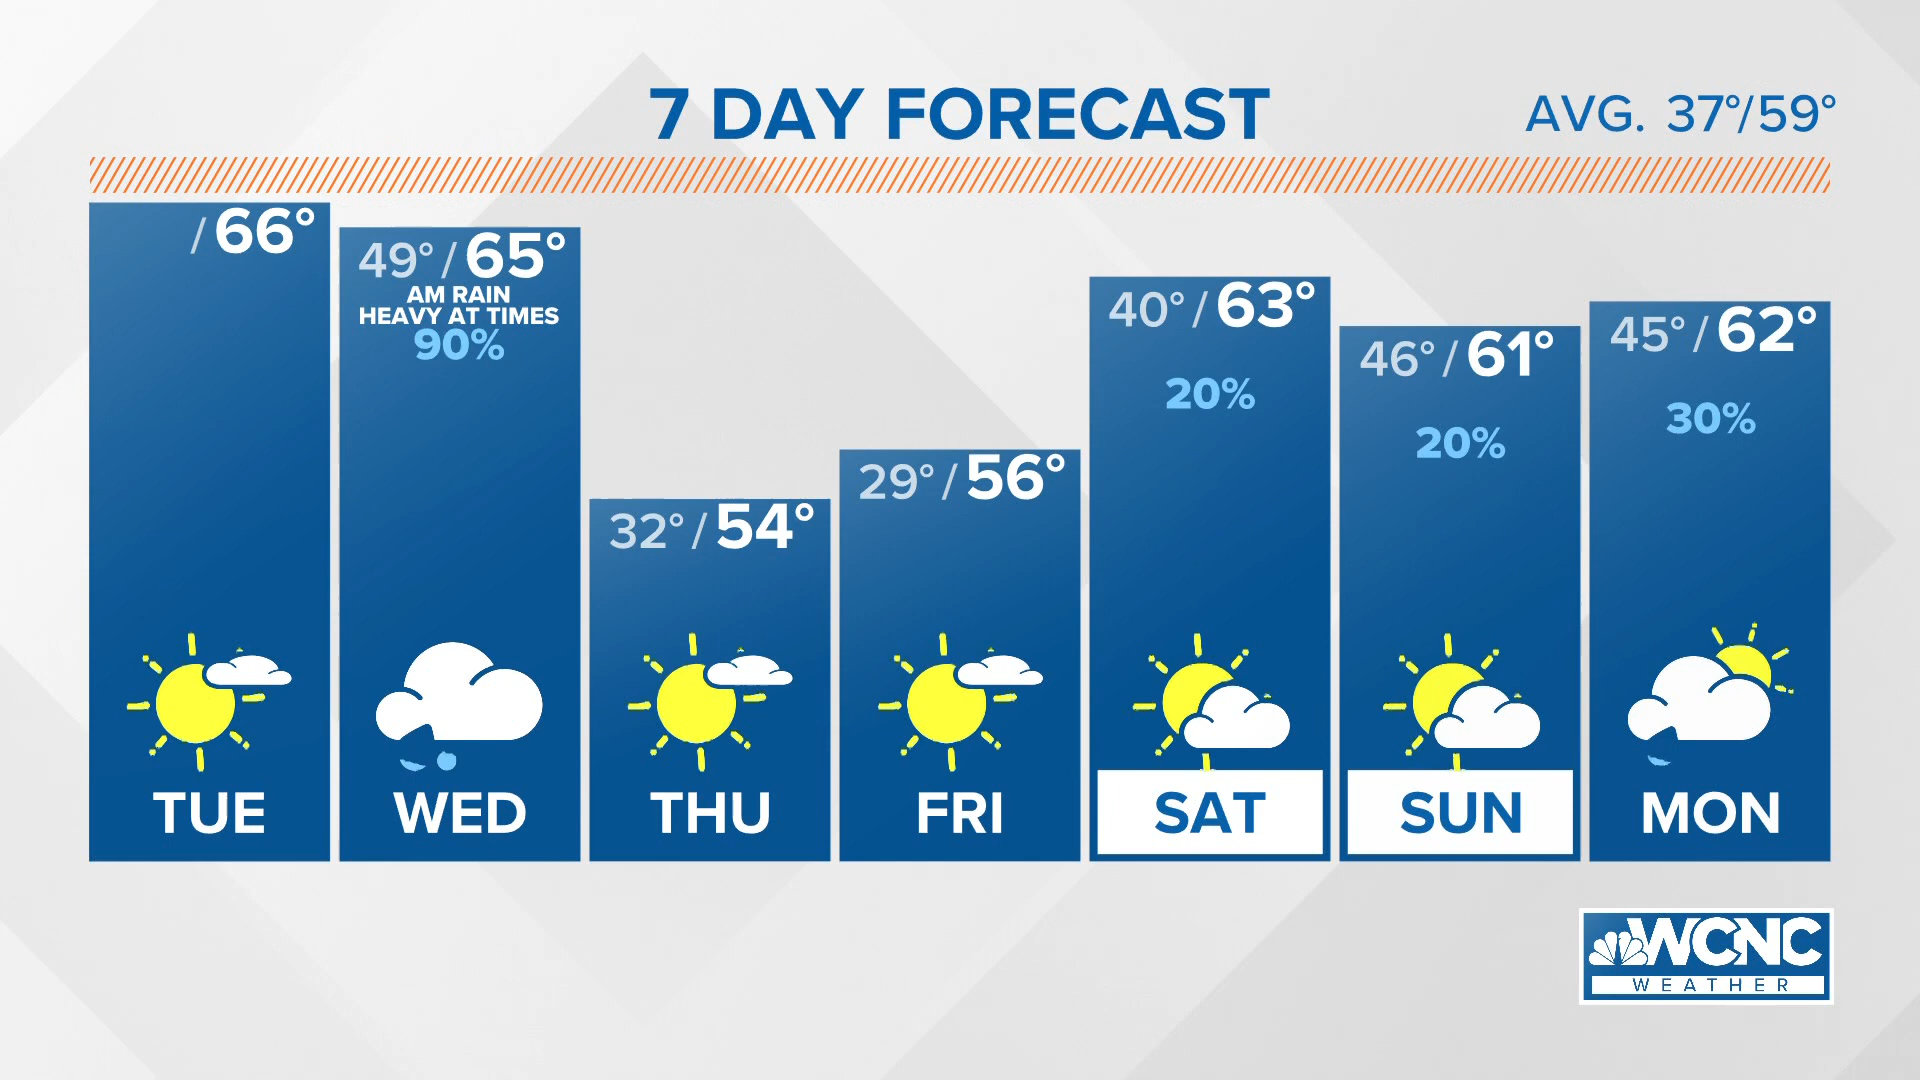 7 DAY FORECAST
AVG. 37°/59°
/ 66°
49° / 65°
AM RAIN
HEAVY AT TIMES
90%
32° / 54°
29° / 56°
40° / 63°
20%
46° / 61°
20%
45° / 62°
30%
TUE
WED
THU
FRI
SAT
SUN
MON
WCNC
WEATHER